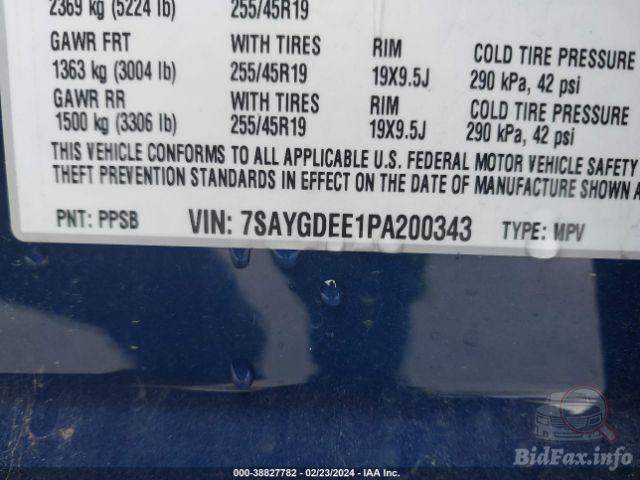 2369 kg (5224 lb) 255/45R19
GAWR FRT WITH TIRES RIM COLD TIRE PRESSURE
1363 kg (3004 lb) 255/45R19 19X9.5J 290 kPa, 42 psi
GAWR RR WITH TIRES RIM COLD TIRE PRESSURE
1500 kg (3306 lb) 255/45R19 19X9.5J 290 kPa, 42 psi
THIS VEHICLE CONFORMS TO ALL APPLICABLE U.S. FEDERAL MOTOR VEHICLE SAFETY
THEFT PREVENTION STANDARDS IN EFFECT ON THE DATE OF MANUFACTURE SHOWN A
PNT: PPSB VIN: 7SAYGDEE1PA200343 TYPE: MPV
BidFax.info
000-38827782 - 02/23/2024 - IAA Inc.